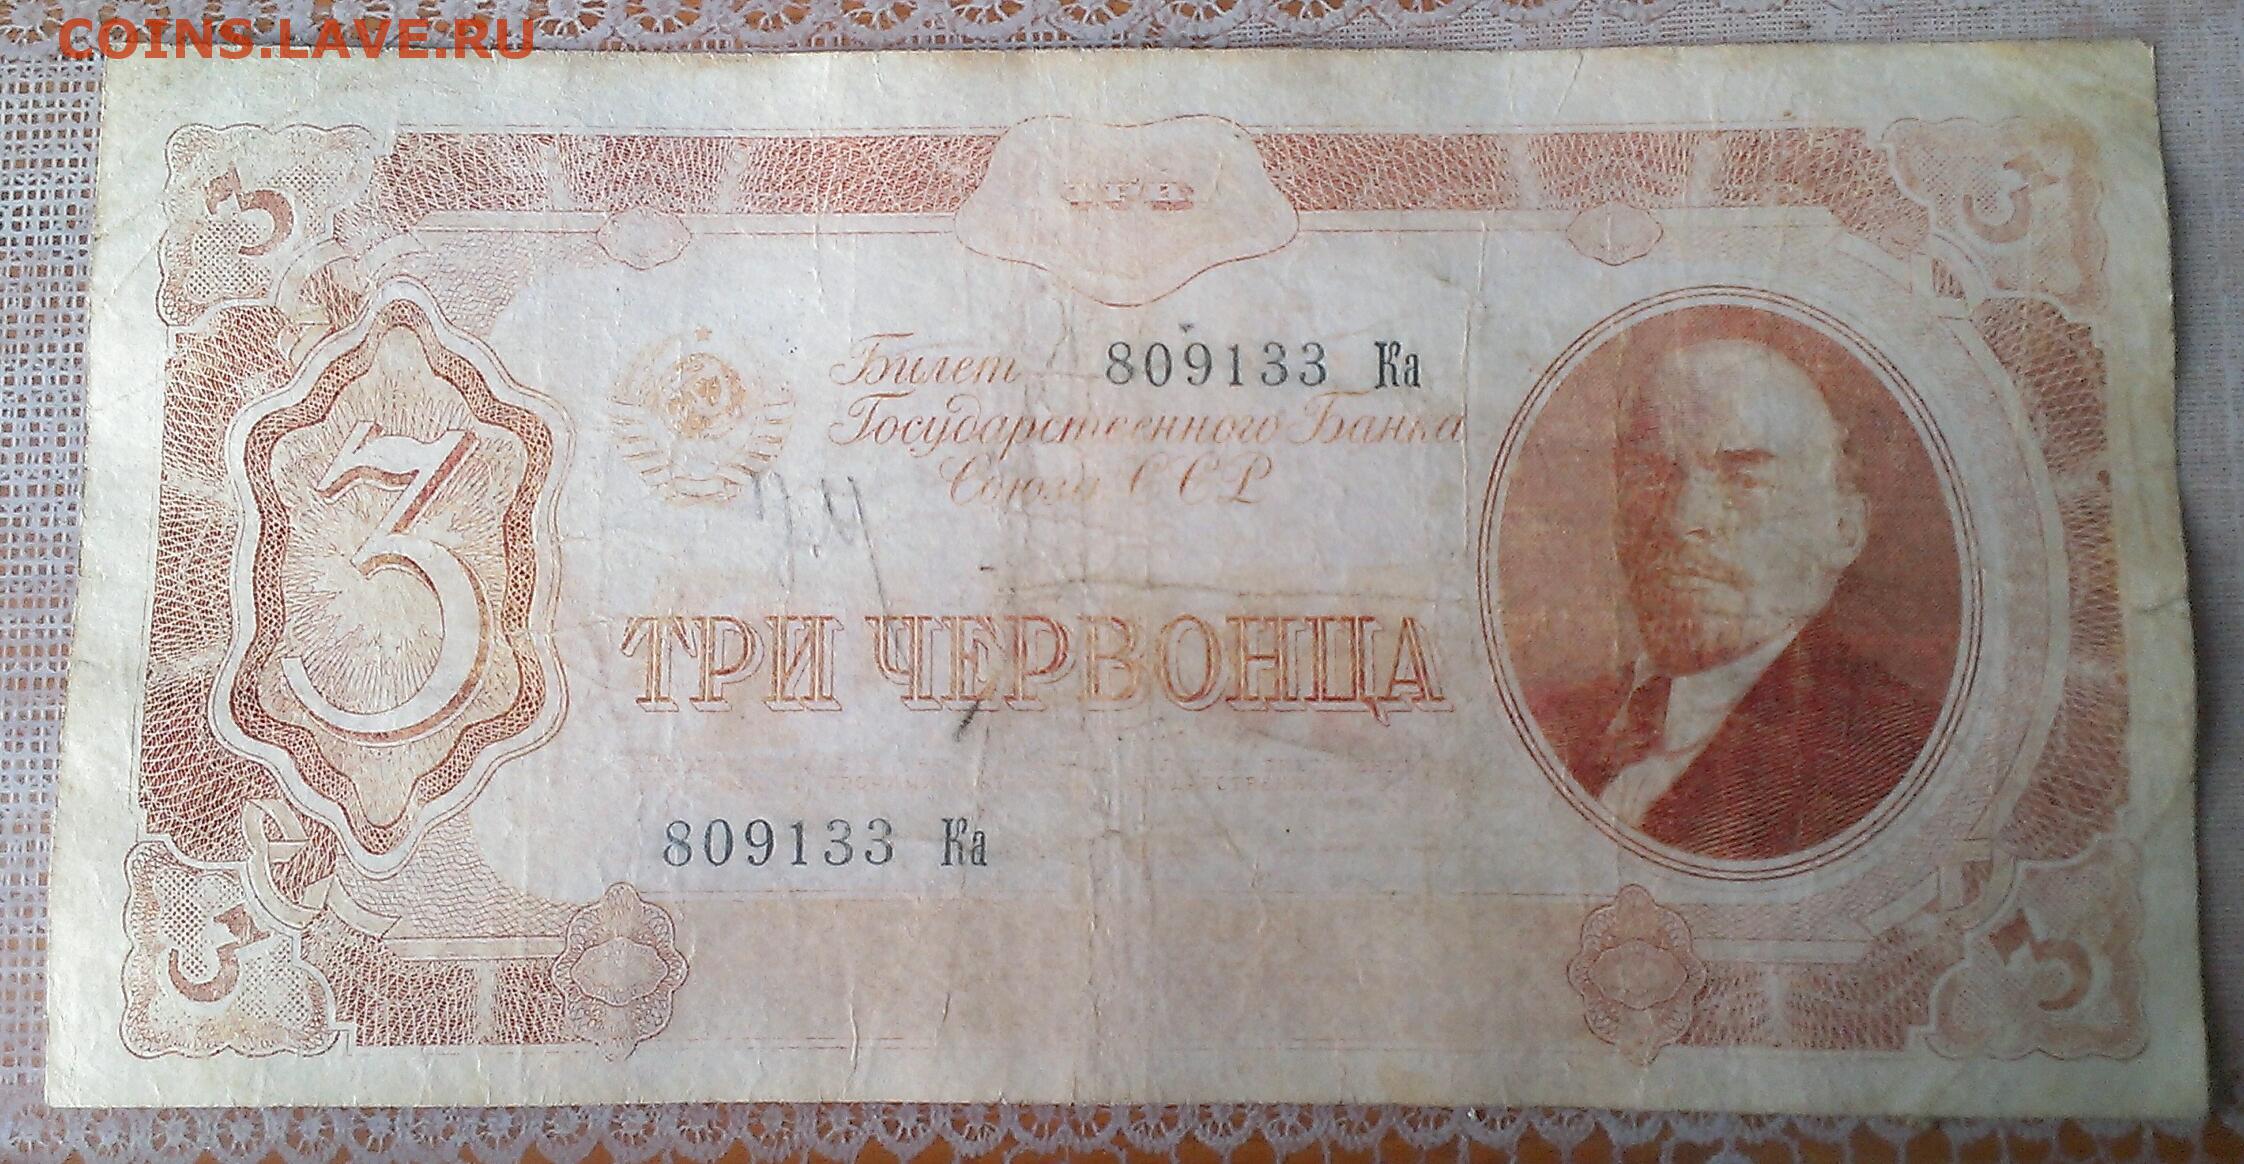 COINS.LAVE.RU
3
3
Билет 809133 Ка
Государственного Банка
Союза ССР
3
ТРИ ЧЕРВОНЦА
809133 Ка
3
3